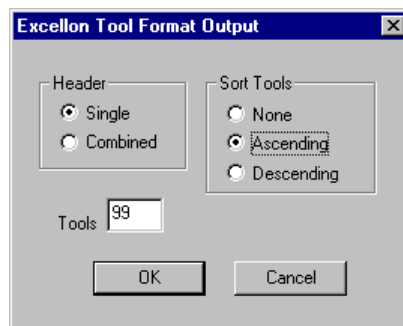 Excellon Tool Format Output
Header
Single
Combined
Sort Tools
None
Ascending
Descending
Tools 99
OK Cancel